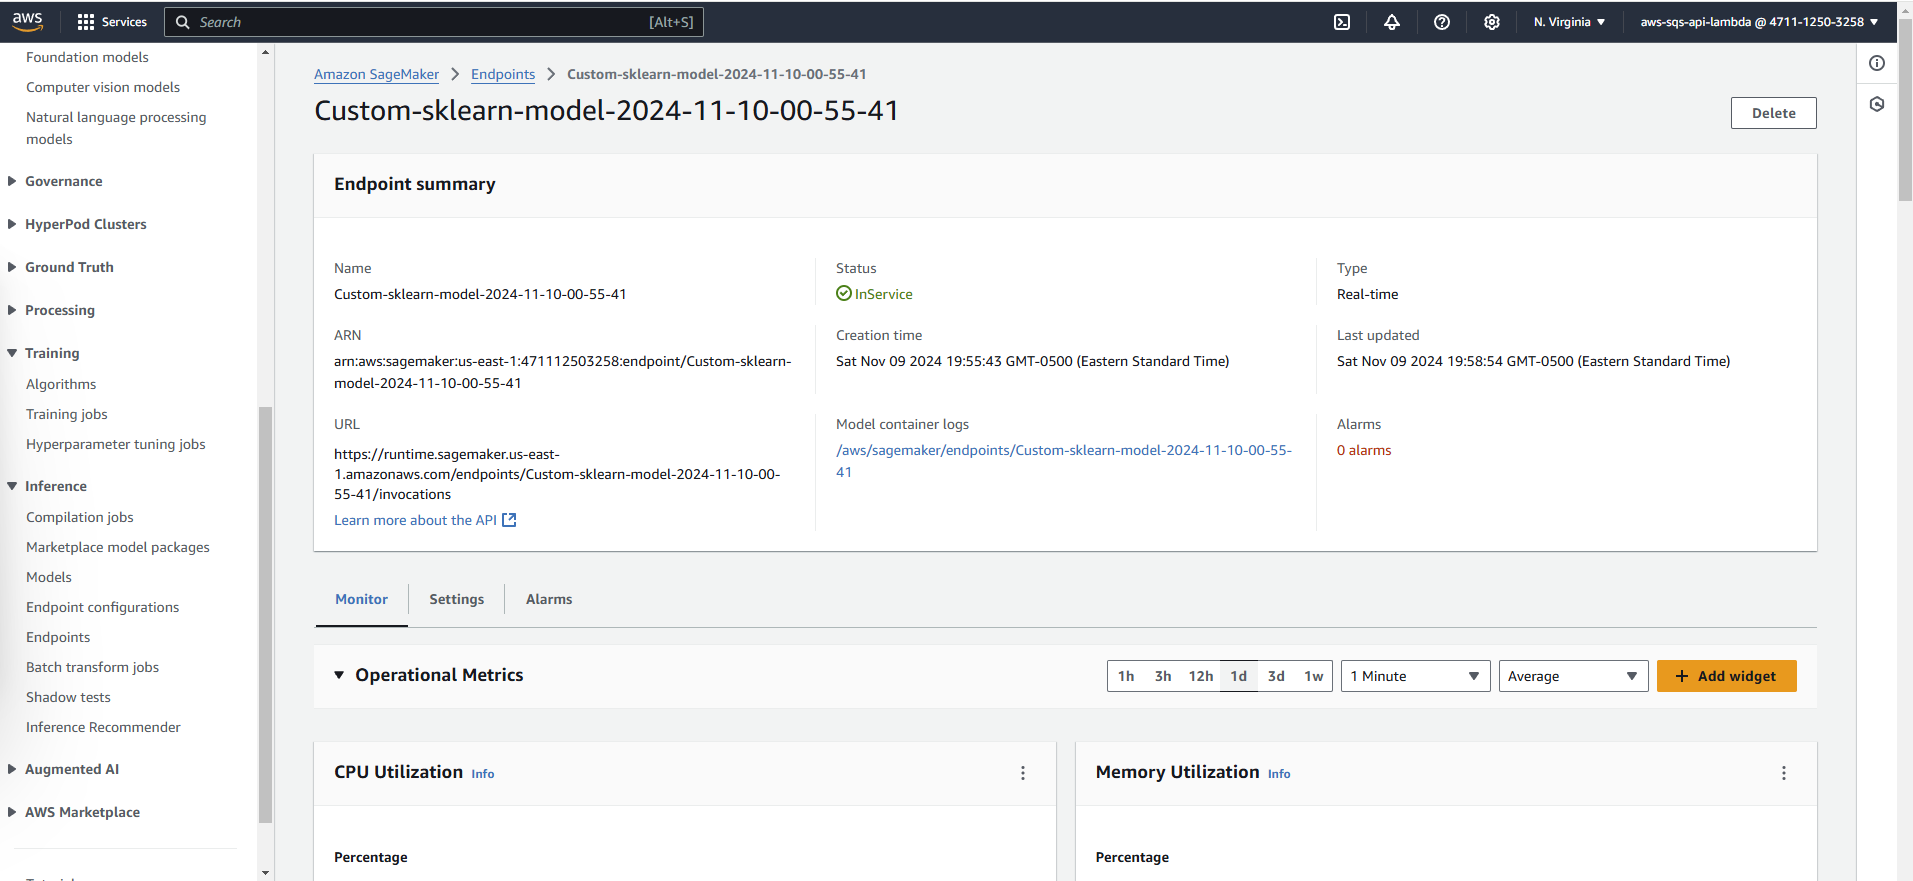 aws
Services
Search
[Alt+S]
N. Virginia
aws-sqs-api-lambda @ 4711-1250-3258
Foundation models
Computer vision models
Natural language processing
models
Governance
HyperPod Clusters
Ground Truth
Processing
Training
Algorithms
Training jobs
Hyperparameter tuning jobs
Inference
Compilation jobs
Marketplace model packages
Models
Endpoint configurations
Endpoints
Batch transform jobs
Shadow tests
Inference Recommender
Augmented AI
AWS Marketplace
Amazon SageMaker
Endpoints
Custom-sklearn-model-2024-11-10-00-55-41
Custom-sklearn-model-2024-11-10-00-55-41
Delete
Endpoint summary
Name
Custom-sklearn-model-2024-11-10-00-55-41
Status
InService
Type
Real-time
ARN
arn:aws:sagemaker:us-east-1:471112503258:endpoint/Custom-sklearn-
model-2024-11-10-00-55-41
Creation time
Sat Nov 09 2024 19:55:43 GMT-0500 (Eastern Standard Time)
Last updated
Sat Nov 09 2024 19:58:54 GMT-0500 (Eastern Standard Time)
URL
https://runtime.sagemaker.us-east-
1.amazonaws.com/endpoints/Custom-sklearn-model-2024-11-10-00-
55-41/invocations
Learn more about the API
Model container logs
/aws/sagemaker/endpoints/Custom-sklearn-model-2024-11-10-00-55-
41
Alarms
0 alarms
Monitor
Settings
Alarms
Operational Metrics
1h 3h 12h 1d 3d 1w
1 Minute
Average
Add widget
CPU Utilization Info
Percentage
Memory Utilization Info
Percentage